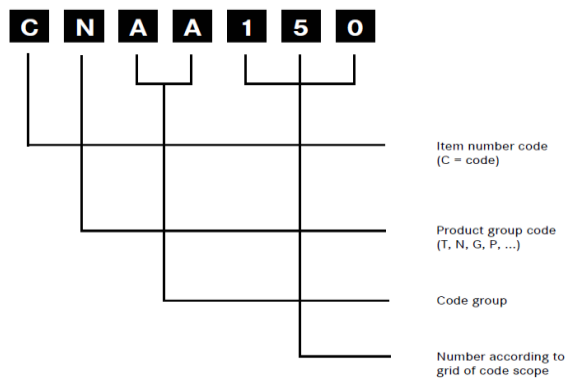 C N A A 1 5 0
Item number code
(C = code)
Product group code
(T, N, G, P, ...)
Code group
Number according to
grid of code scope